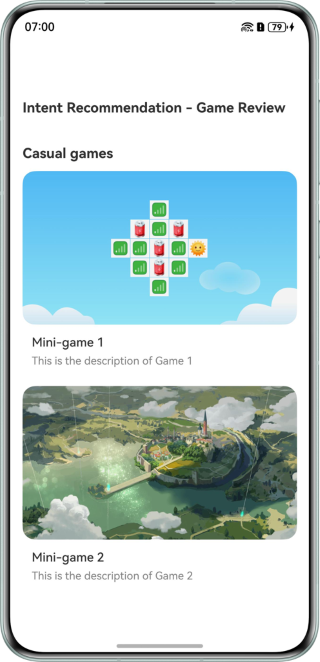 07:00
79
Intent Recommendation - Game Review
Casual games
Mini-game 1
This is the description of Game 1
Mini-game 2
This is the description of Game 2